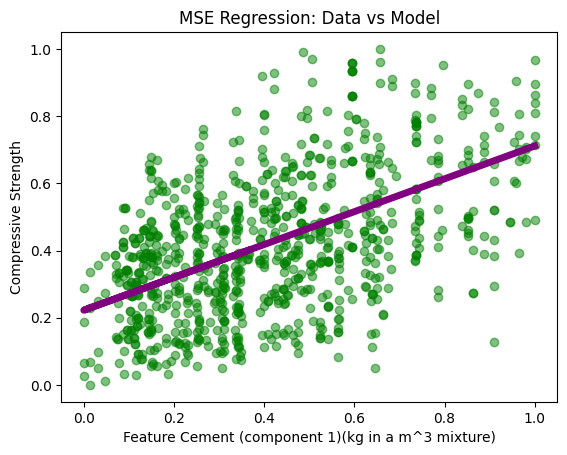 MSE Regression: Data vs Model
1.0
0.8
0.6
0.4
0.2
0.0
Compressive Strength
0.0 0.2 0.4 0.6 0.8 1.0
Feature Cement (component 1)(kg in a m^3 mixture)